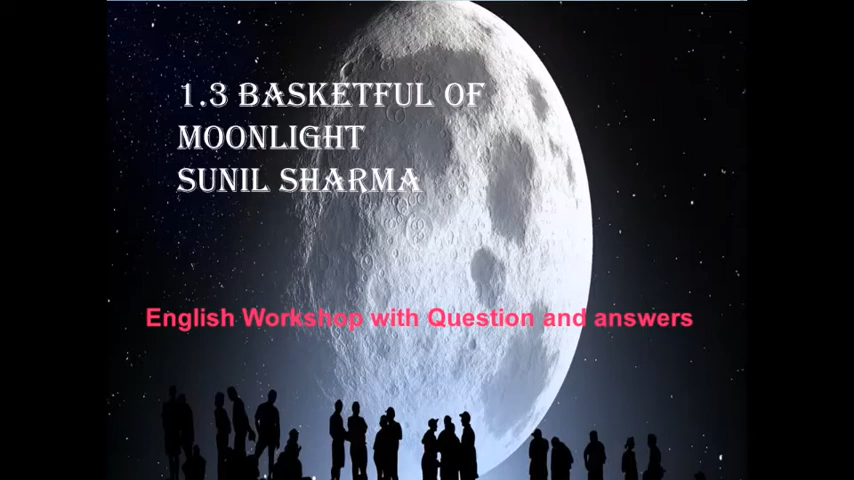 1.3 BASKETFUL OF
MOONLIGHT
SUNIL SHARMA
English Workshop with Question and answers